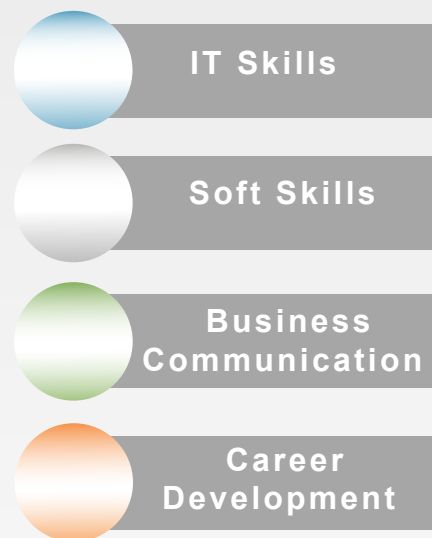 IT Skills
Soft Skills
Business
Communication
Career
Development